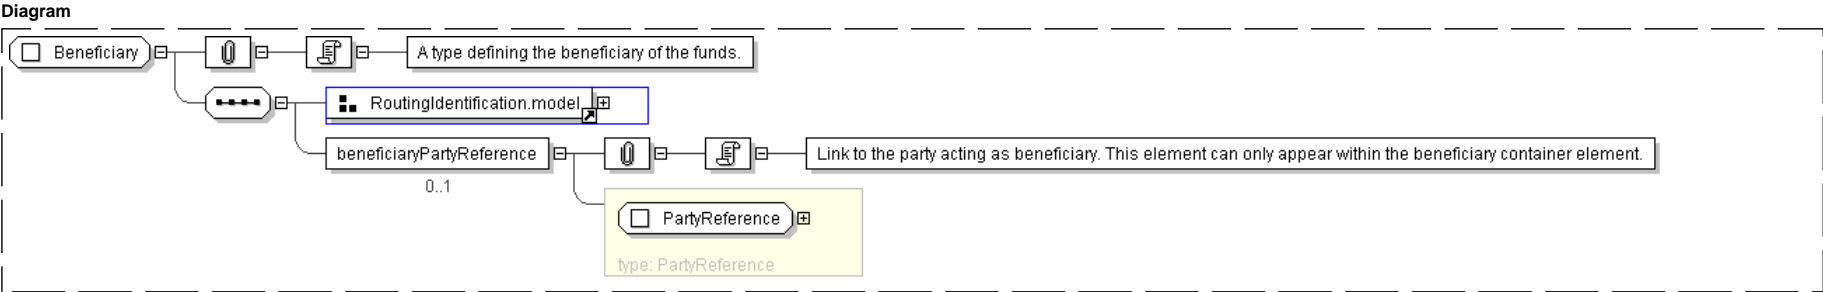 Diagram
Beneficiary
A type defining the beneficiary of the funds.
RoutingIdentification.model
beneficiaryPartyReference
Link to the party acting as beneficiary. This element can only appear within the beneficiary container element.
0..1
PartyReference
type: PartyReference